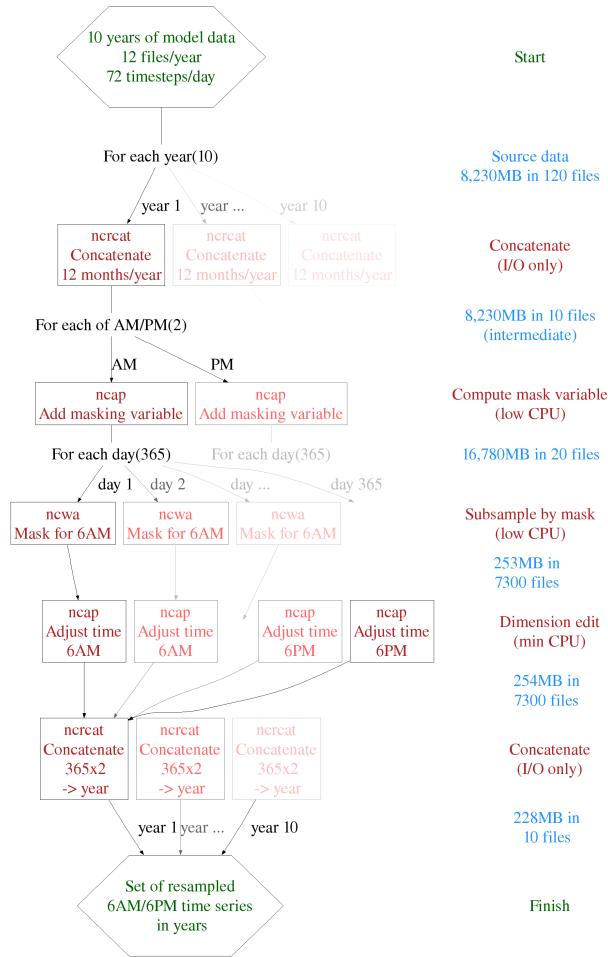 10 years of model data
12 files/year
72 timesteps/day
Start
For each year(10)
Source data
8,230MB in 120 files
year 1
year ...
year 10
ncrcat
Concatenate
12 months/year
ncrcat
Concatenate
12 months/year
ncrcat
Concatenate
12 months/year
Concatenate
(I/O only)
For each of AM/PM(2)
8,230MB in 10 files
(intermediate)
AM
PM
ncap
Add masking variable
ncap
Add masking variable
Compute mask variable
(low CPU)
For each day(365)
For each day(365)
16,780MB in 20 files
day 1
day 2
day ...
day 365
ncwa
Mask for 6AM
ncwa
Mask for 6AM
ncwa
Mask for 6AM
Subsample by mask
(low CPU)
253MB in
7300 files
ncap
Adjust time
6AM
ncap
Adjust time
6AM
ncap
Adjust time
6PM
ncap
Adjust time
6PM
Dimension edit
(min CPU)
254MB in
7300 files
ncrcat
Concatenate
365x2
-> year
ncrcat
Concatenate
365x2
-> year
ncrcat
Concatenate
365x2
-> year
Concatenate
(I/O only)
year 1
year ...
year 10
228MB in
10 files
Set of resampled
6AM/6PM time series
in years
Finish